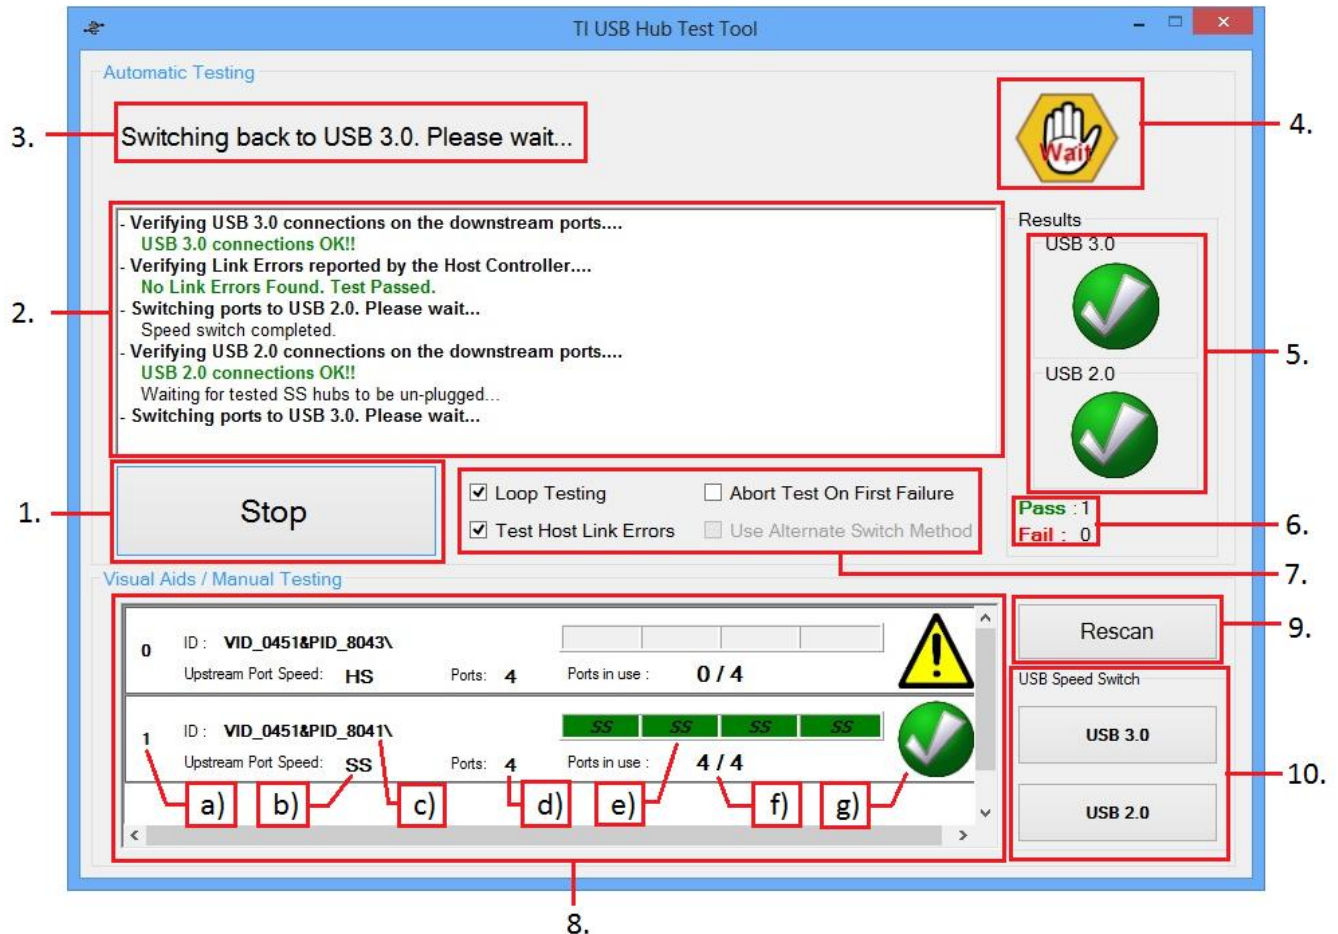 TI USB Hub Test Tool
Automatic Testing
3.
Switching back to USB 3.0. Please wait...
Wait
4.
2.
- Verifying USB 3.0 connections on the downstream ports....
USB 3.0 connections OK!!
- Verifying Link Errors reported by the Host Controller....
No Link Errors Found. Test Passed.
- Switching ports to USB 2.0. Please wait...
Speed switch completed.
- Verifying USB 2.0 connections on the downstream ports....
USB 2.0 connections OK!!
Waiting for tested SS hubs to be un-plugged...
- Switching ports to USB 3.0. Please wait...
Results
USB 3.0
USB 2.0
5.
1.
Stop
Loop Testing
Abort Test On First Failure
Test Host Link Errors
Use Alternate Switch Method
7.
Pass : 1
Fail : 0
6.
Visual Aids / Manual Testing
0 ID : VID_0451&PID_8043\
Upstream Port Speed: HS Ports: 4 Ports in use : 0 / 4
1 ID : VID_0451&PID_8041\ SS SS SS SS
Upstream Port Speed: SS Ports: 4 Ports in use : 4 / 4
a) b) c) d) e) f) g)
8.
Rescan
9.
USB Speed Switch
USB 3.0
USB 2.0
10.